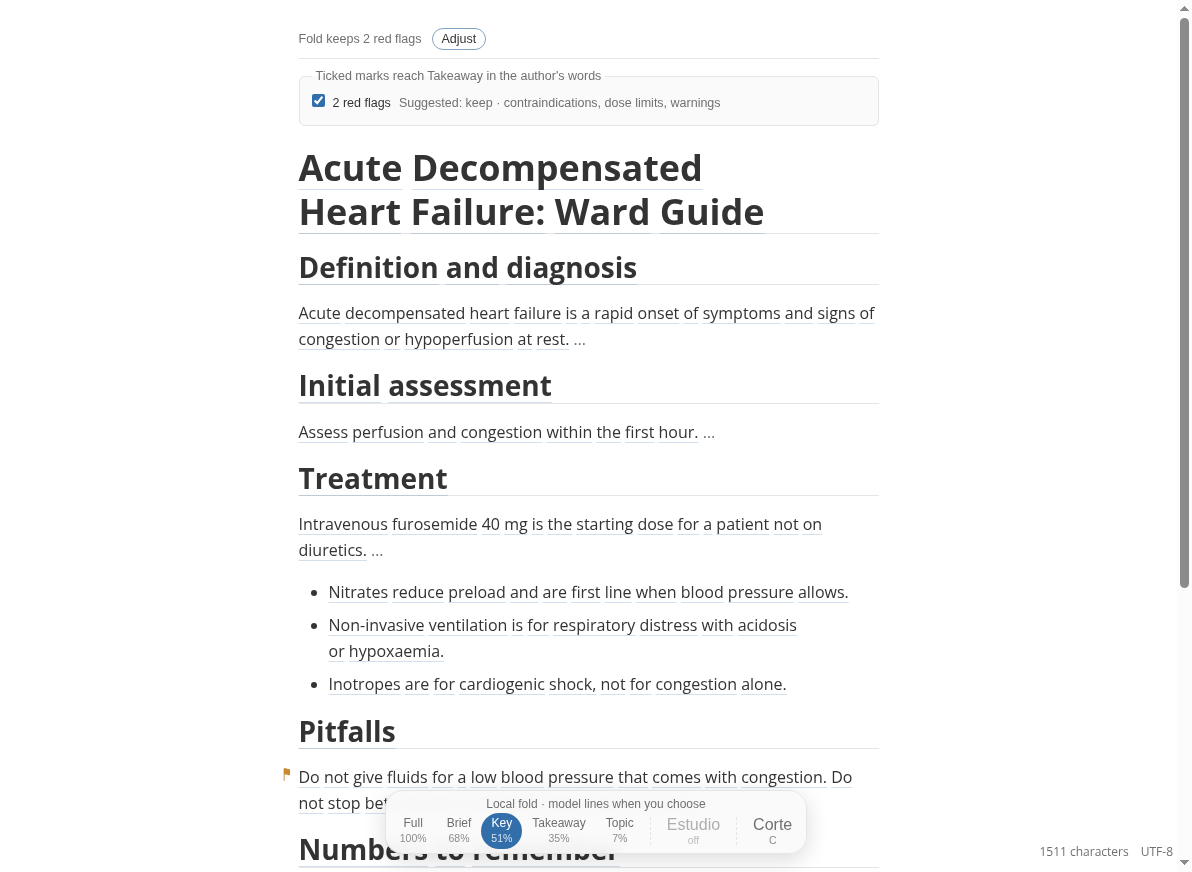 Fold keeps 2 red flags Adjust
Ticked marks reach Takeaway in the author's words
2 red flags Suggested: keep · contraindications, dose limits, warnings
Acute Decompensated
Heart Failure: Ward Guide
Definition and diagnosis
Acute decompensated heart failure is a rapid onset of symptoms and signs of
congestion or hypoperfusion at rest. ...
Initial assessment
Assess perfusion and congestion within the first hour. ...
Treatment
Intravenous furosemide 40 mg is the starting dose for a patient not on
diuretics. ...
Nitrates reduce preload and are first line when blood pressure allows.
Non-invasive ventilation is for respiratory distress with acidosis
or hypoxaemia.
Inotropes are for cardiogenic shock, not for congestion alone.
Pitfalls
Do not give fluids for a low blood pressure that comes with congestion. Do
not stop
Numbers to remember
Local fold · model lines when you choose
Full Brief Key Takeaway Topic Estudio Corte
100% 68% 51% 35% 7% off C
1511 characters UTF-8